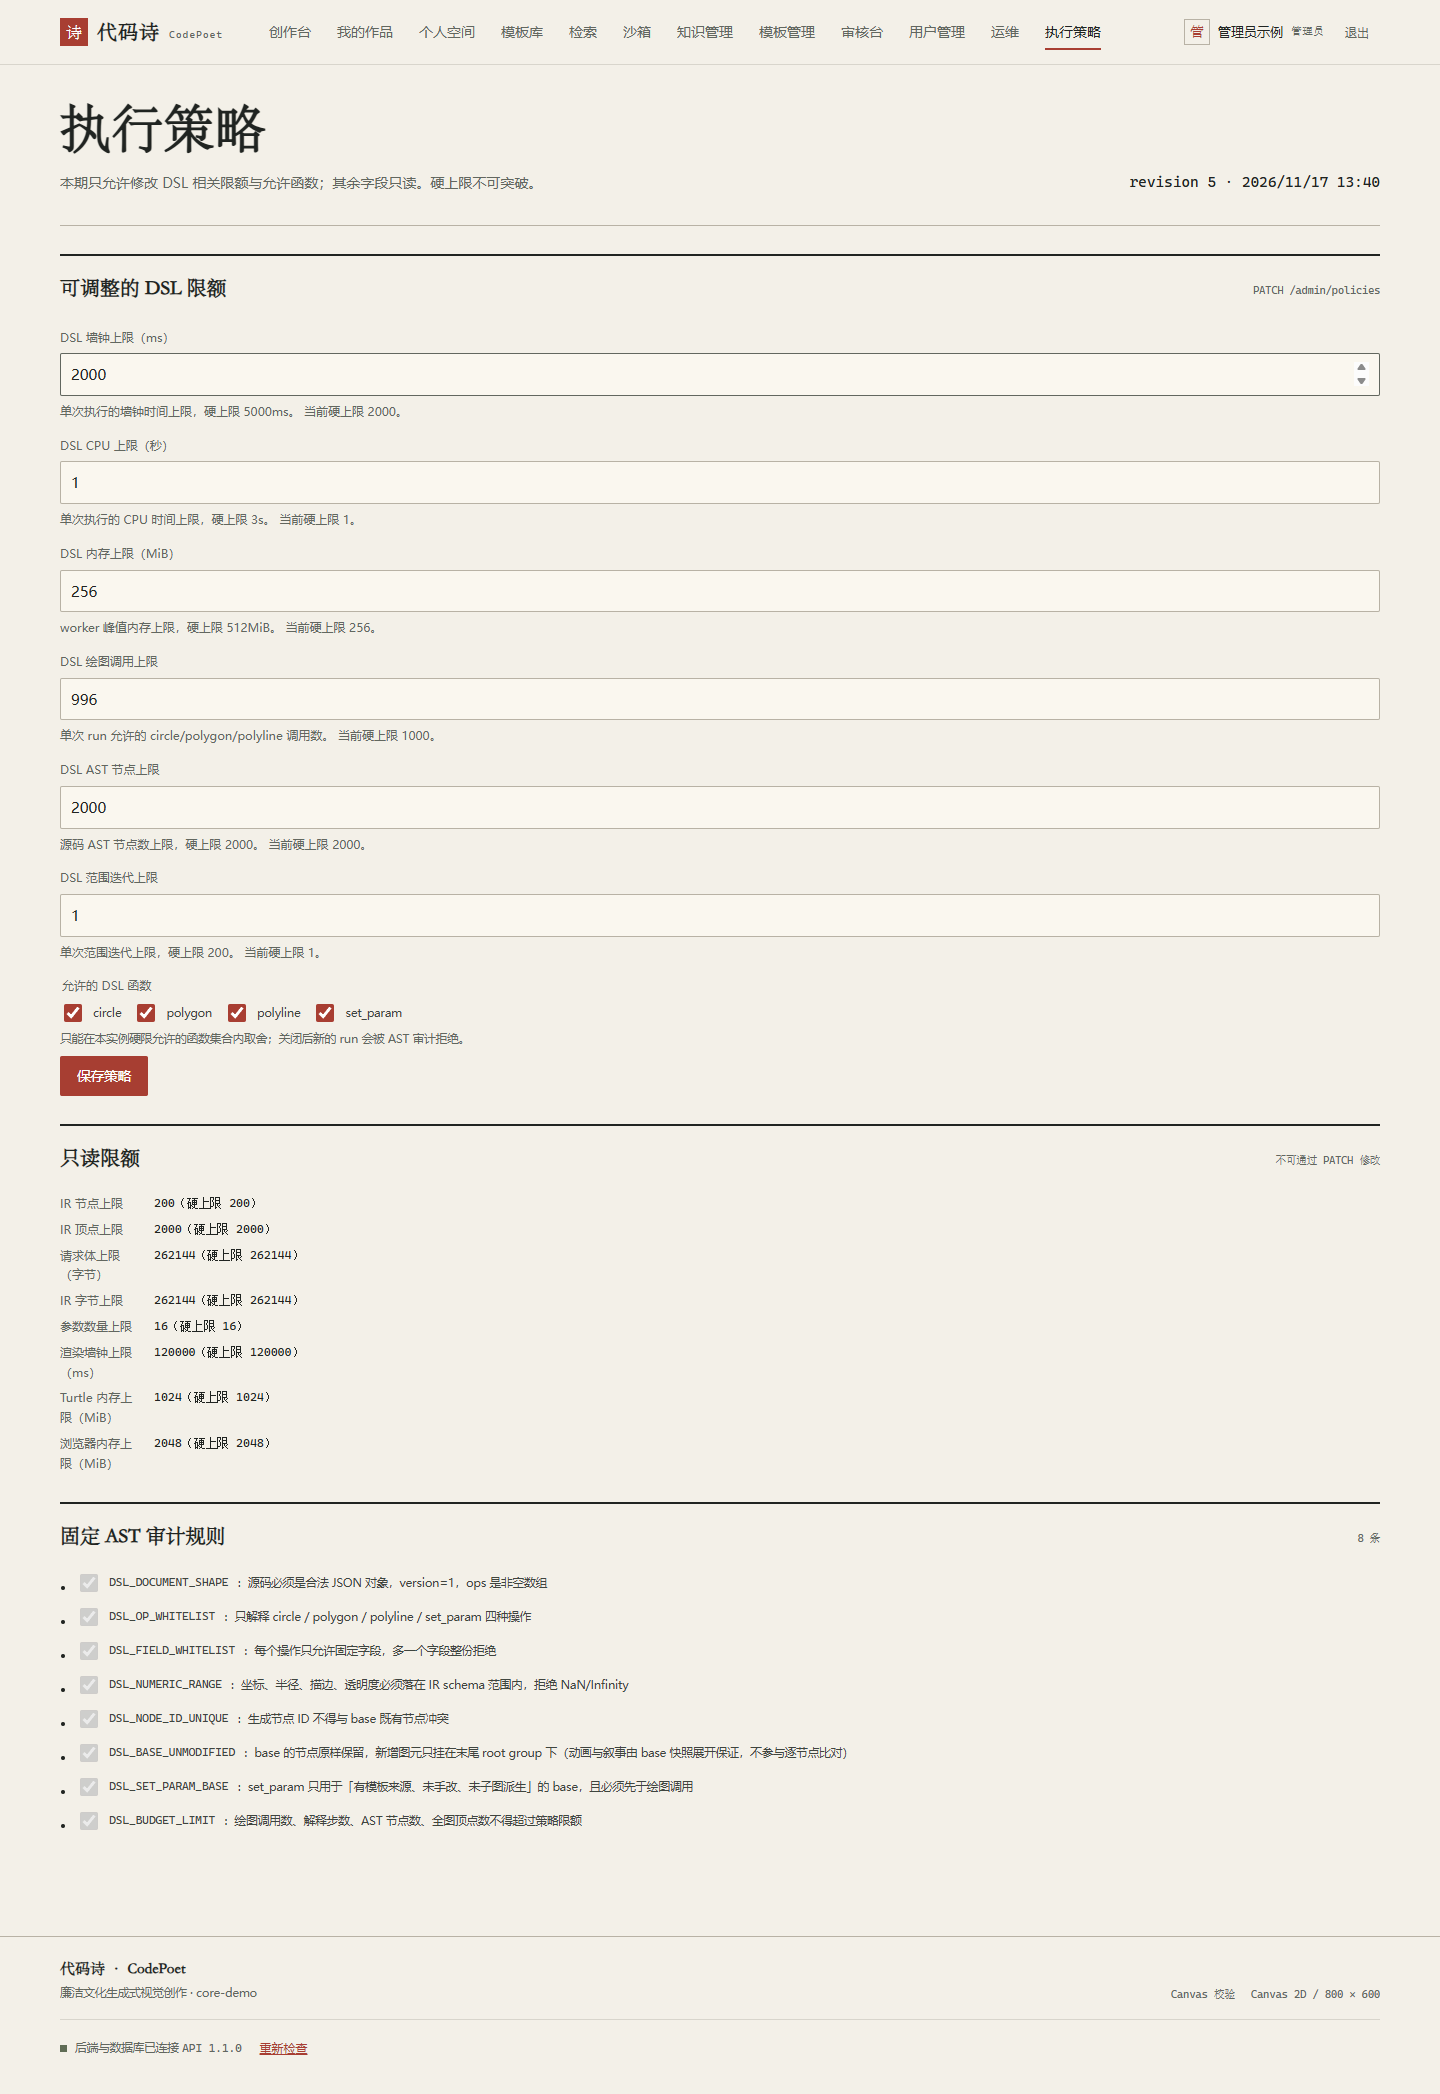 诗 代码诗 CodePoet 创作台 我的作品 个人空间 模板库 检索 沙箱 知识管理 模板管理 审核台 用户管理 运维 执行策略 管 管理员示例 管理员 退出
执行策略
本期只允许修改 DSL 相关限额与允许函数；其余字段只读。硬上限不可突破。 revision 5 · 2026/11/17 13:40
可调整的 DSL 限额 PATCH /admin/policies
DSL 墙钟上限（ms）
2000
单次执行的墙钟时间上限，硬上限 5000ms。 当前硬上限 2000。
DSL CPU 上限（秒）
1
单次执行的 CPU 时间上限，硬上限 3s。 当前硬上限 1。
DSL 内存上限（MiB）
256
worker 峰值内存上限，硬上限 512MiB。 当前硬上限 256。
DSL 绘图调用上限
996
单次 run 允许的 circle/polygon/polyline 调用数。 当前硬上限 1000。
DSL AST 节点上限
2000
源码 AST 节点数上限，硬上限 2000。 当前硬上限 2000。
DSL 范围迭代上限
1
单次范围迭代上限，硬上限 200。 当前硬上限 1。
允许的 DSL 函数
circle polygon polyline set_param
只能在本实例硬限允许的函数集合内取舍；关闭后新的 run 会被 AST 审计拒绝。
保存策略
只读限额 不可通过 PATCH 修改
IR 节点上限 200（硬上限 200）
IR 顶点上限 2000（硬上限 2000）
请求体上限 262144（硬上限 262144）
（字节）
IR 字节上限 262144（硬上限 262144）
参数数量上限 16（硬上限 16）
渲染墙钟上限 120000（硬上限 120000）
（ms）
Turtle 内存上 1024（硬上限 1024）
限（MiB）
浏览器内存上 2048（硬上限 2048）
限（MiB）
固定 AST 审计规则 8 条
• DSL_DOCUMENT_SHAPE ：源码必须是合法 JSON 对象，version=1，ops 是非空数组
• DSL_OP_WHITELIST ：只解释 circle / polygon / polyline / set_param 四种操作
• DSL_FIELD_WHITELIST ：每个操作只允许固定字段，多一个字段整份拒绝
• DSL_NUMERIC_RANGE ：坐标、半径、描边、透明度必须落在 IR schema 范围内，拒绝 NaN/Infinity
• DSL_NODE_ID_UNIQUE ：生成节点 ID 不得与 base 既有节点冲突
• DSL_BASE_UNMODIFIED ：base 的节点原样保留，新增图元只挂在末尾 root group 下（动画与叙事由 base 快照展开保证，不参与逐节点比对）
• DSL_SET_PARAM_BASE ：set_param 只用于「有模板来源、未手改、未子图派生」的 base，且必须先于绘图调用
• DSL_BUDGET_LIMIT ：绘图调用数、解释步数、AST 节点数、全图顶点数不得超过策略限额
代码诗 · CodePoet
廉洁文化生成式视觉创作 · core-demo Canvas 校验 Canvas 2D / 800 × 600
后端与数据库已连接 API 1.1.0 重新检查